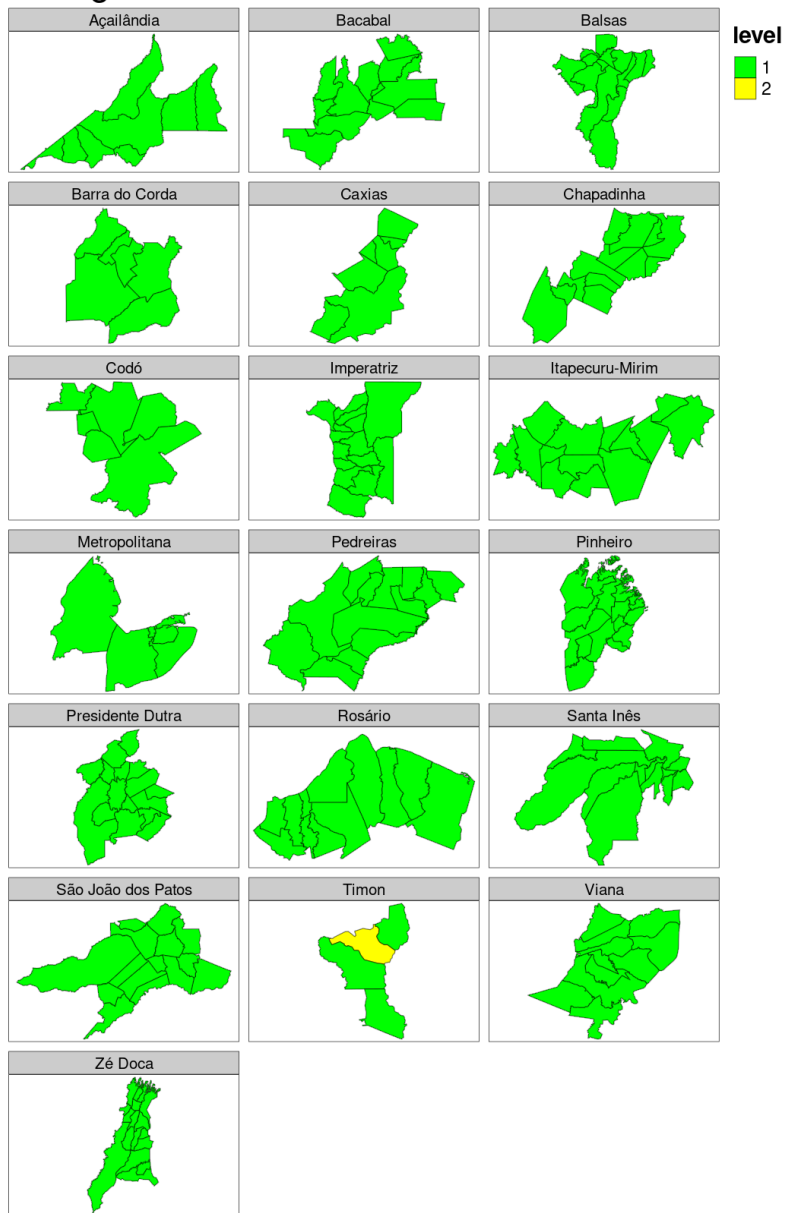 Açailândia
Bacabal
Balsas
level
1
2
Barra do Corda
Caxias
Chapadinha
Codó
Imperatriz
Itapecuru-Mirim
Metropolitana
Pedreiras
Pinheiro
Presidente Dutra
Rosário
Santa Inês
São João dos Patos
Timon
Viana
Zé Doca